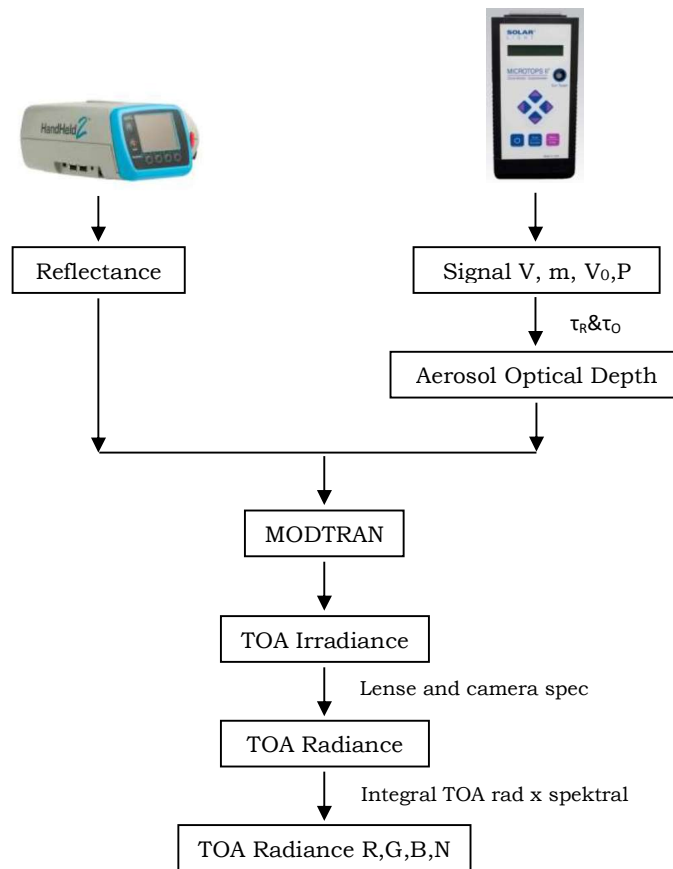 HandHeld 2
SOLAR
LIGHT
MICROTOPS II
Reflectance
Signal V, m, V₀,P
τR&τO
Aerosol Optical Depth
MODTRAN
TOA Irradiance
Lense and camera spec
TOA Radiance
Integral TOA rad x spektral
TOA Radiance R,G,B,N